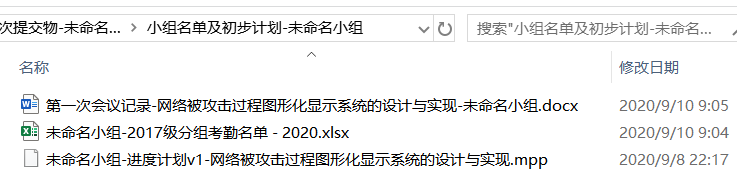 次提交物-未命名... 小组名单及初步计划-未命名小组 搜索"小组名单及初步计划-未命名...
名称 修改日期
第一次会议记录-网络被攻击过程图形化显示系统的设计与实现-未命名小组.docx 2020/9/10 9:05
未命名小组-2017级分组考勤名单 - 2020.xlsx 2020/9/10 9:04
未命名小组-进度计划v1-网络被攻击过程图形化显示系统的设计与实现.mpp 2020/9/8 22:17